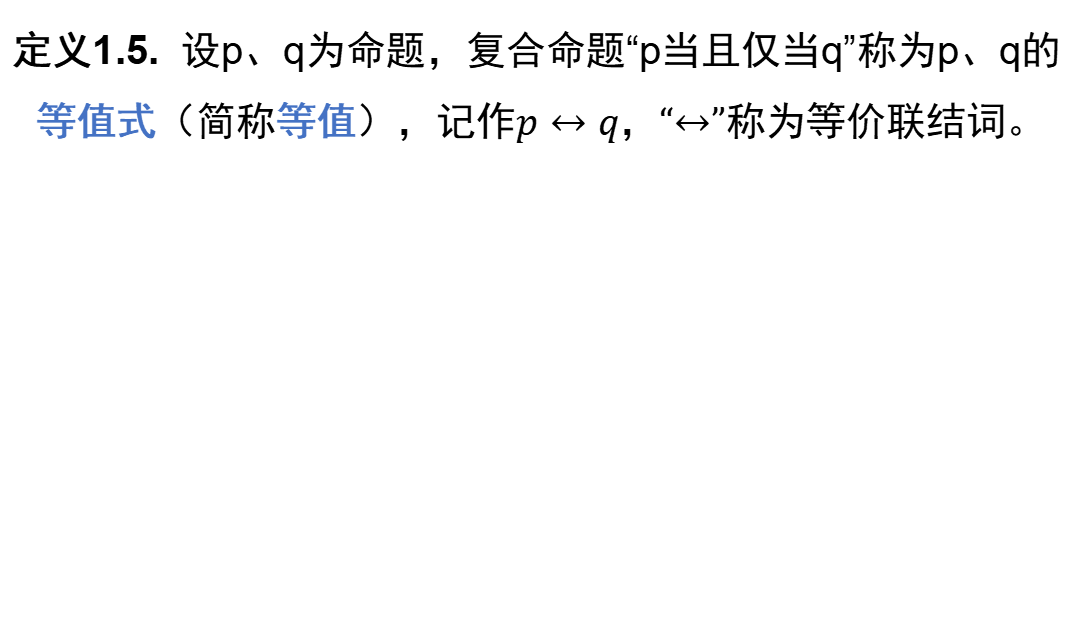 定义1.5. 设p、q为命题，复合命题“p当且仅当q”称为p、q的
等值式（简称等值），记作p ↔ q，“↔”称为等价联结词。